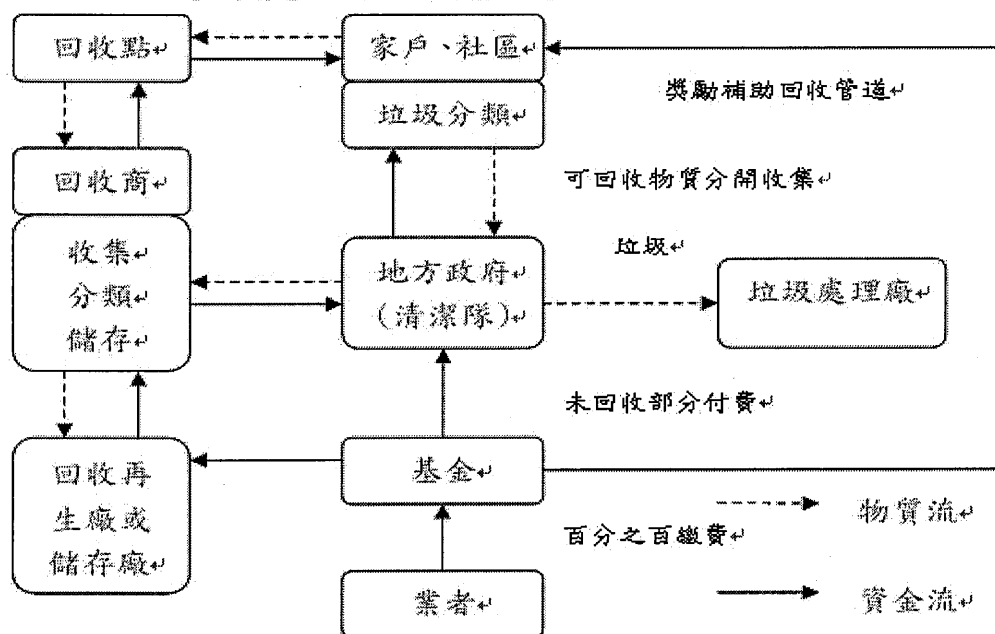 回收點
家戶、社區
獎勵補助回收管道
垃圾分類
回收商
可回收物質分開收集
收集
分類
儲存
地方政府
(清潔隊)
垃圾
垃圾處理廠
未回收部分付費
回收再
生廠或
儲存廠
基金
物質流
百分之百繳費
業者
資金流